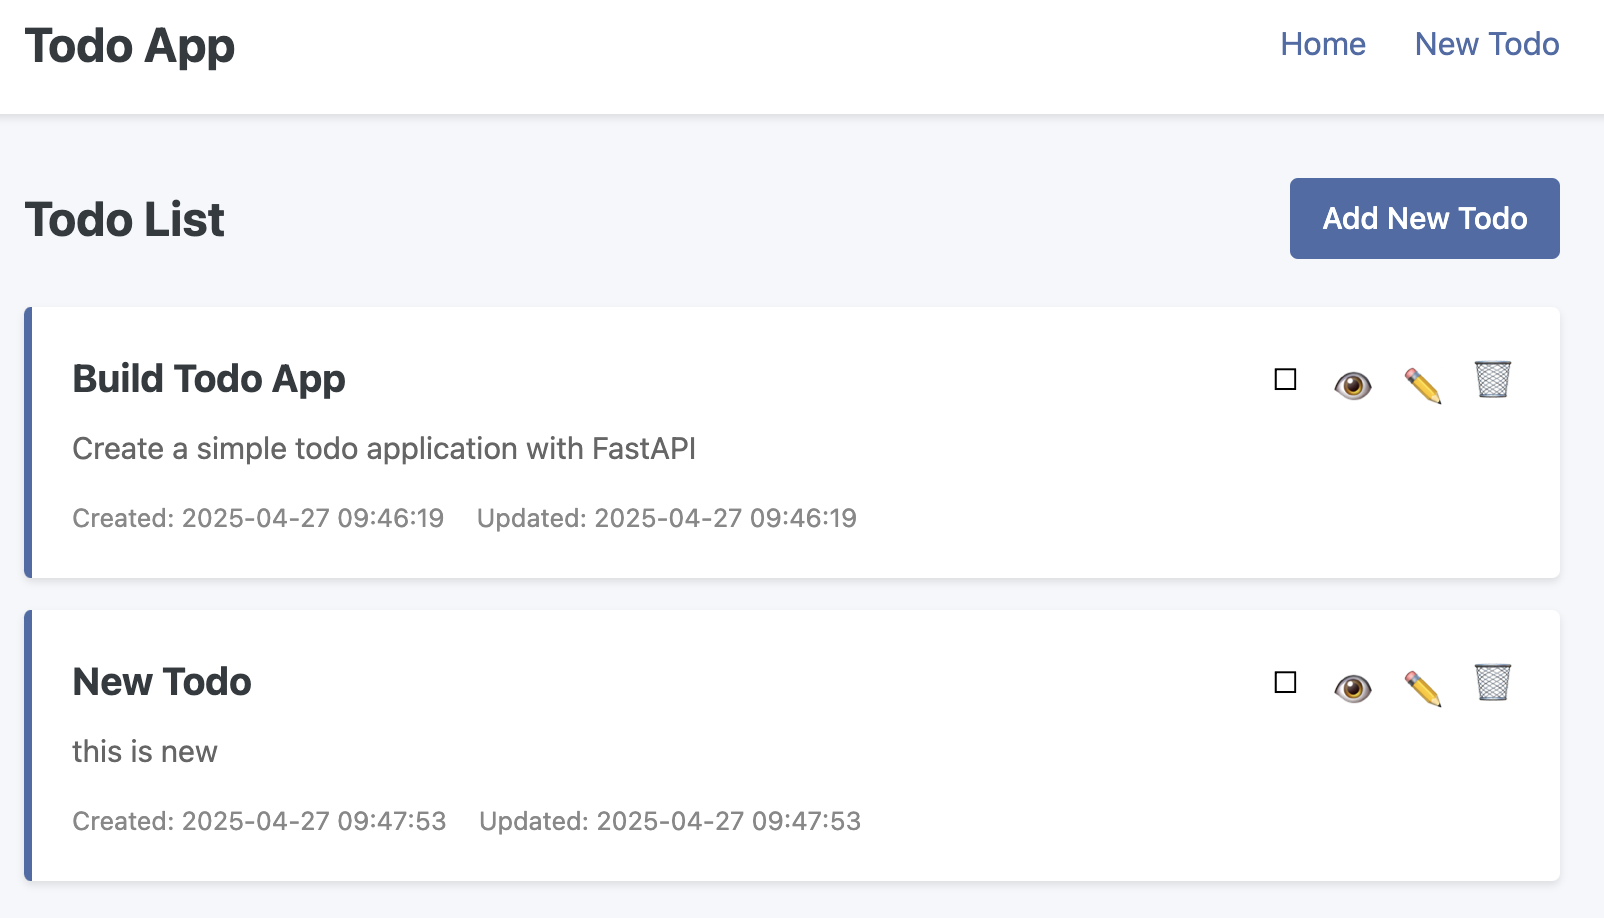 Todo App
Home New Todo
Todo List
Add New Todo
Build Todo App
Create a simple todo application with FastAPI
Created: 2025-04-27 09:46:19 Updated: 2025-04-27 09:46:19
New Todo
this is new
Created: 2025-04-27 09:47:53 Updated: 2025-04-27 09:47:53